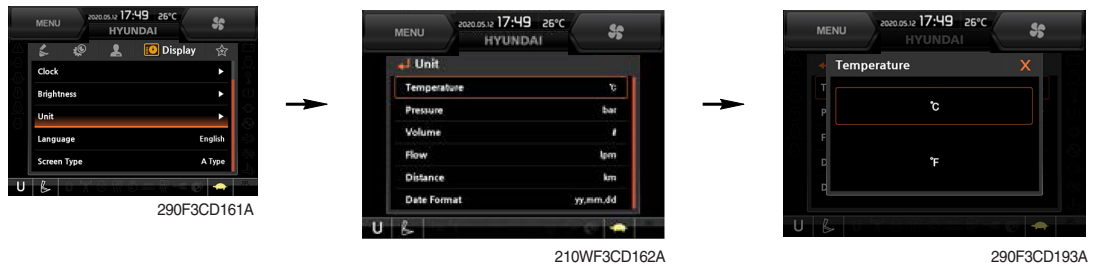 MENU
2020.05.12 17:49 26°C
HYUNDAI
Display
Clock
Brightness
Unit
Language English
Screen Type A Type
U
290F3CD161A
MENU
2020.05.12 17:49 26°C
HYUNDAI
Unit
Temperature ℃
Pressure bar
Volume ℓ
Flow lpm
Distance km
Date Format yy,mm,dd
U
210WF3CD162A
MENU
2020.05.12 17:49 26°C
HYUNDAI
Temperature X
T
℃
P
F
℉
D
D
U
290F3CD193A